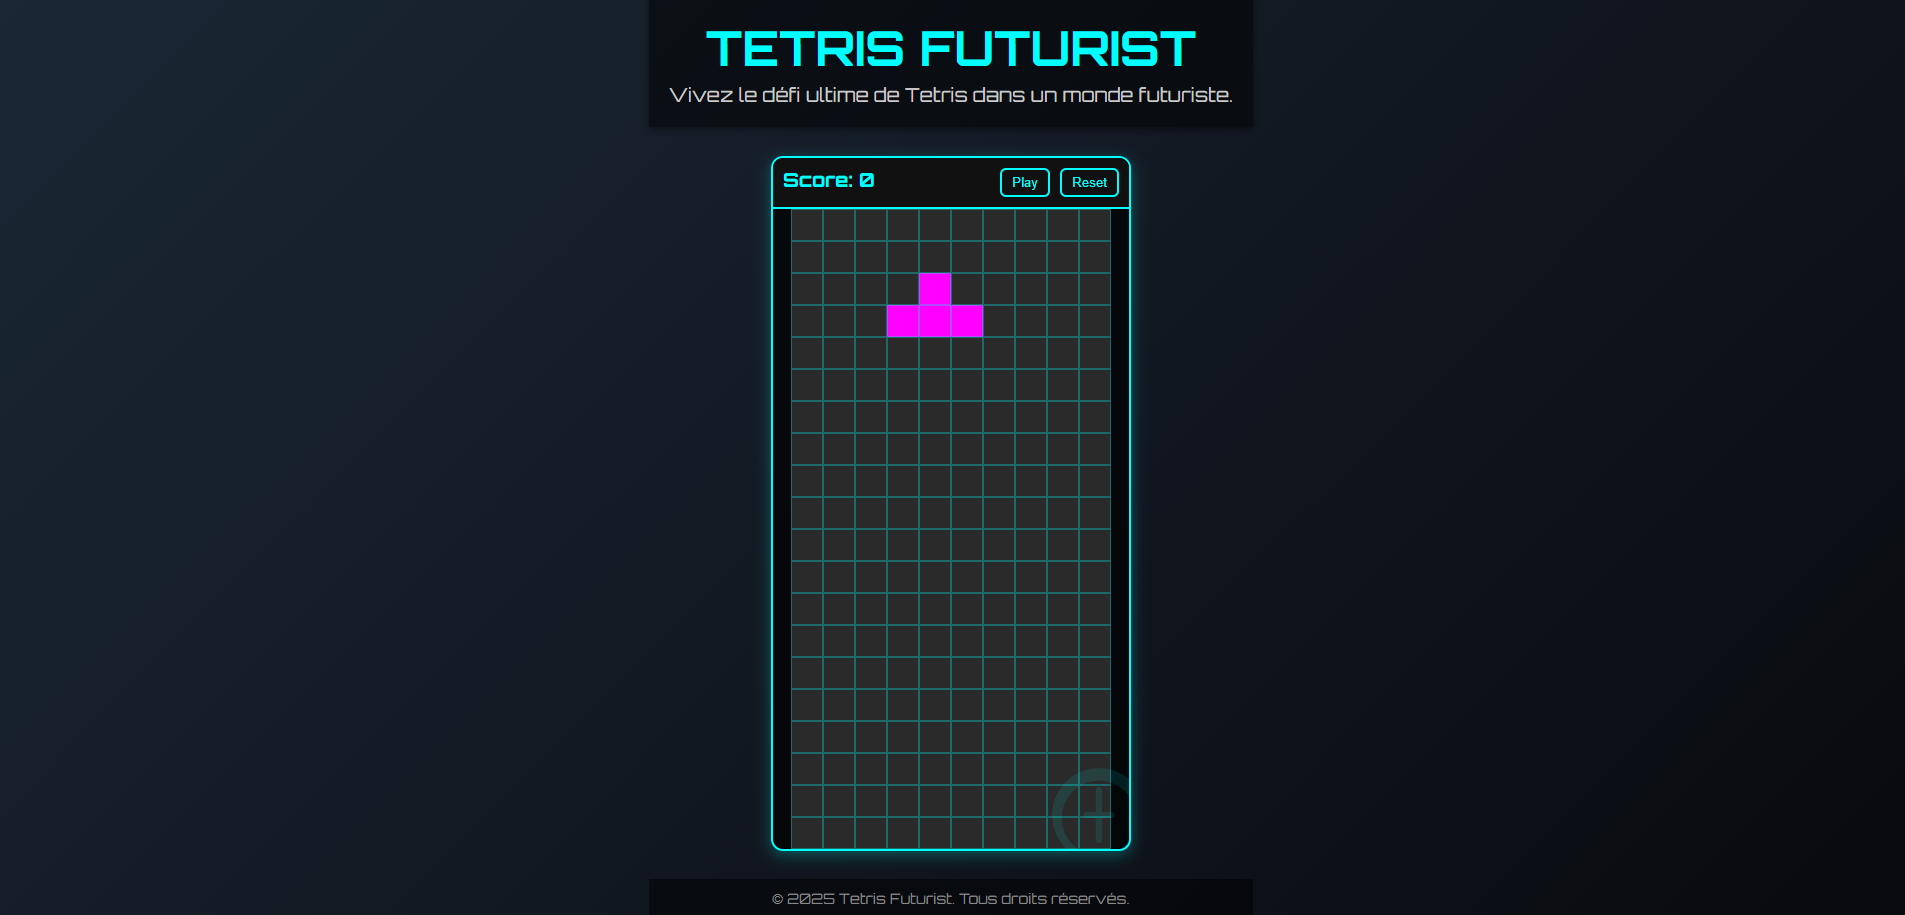 TETRIS FUTURIST
Vivez le défi ultime de Tetris dans un monde futuriste.
Score: 0
Play
Reset
© 2025 Tetris Futurist. Tous droits réservés.